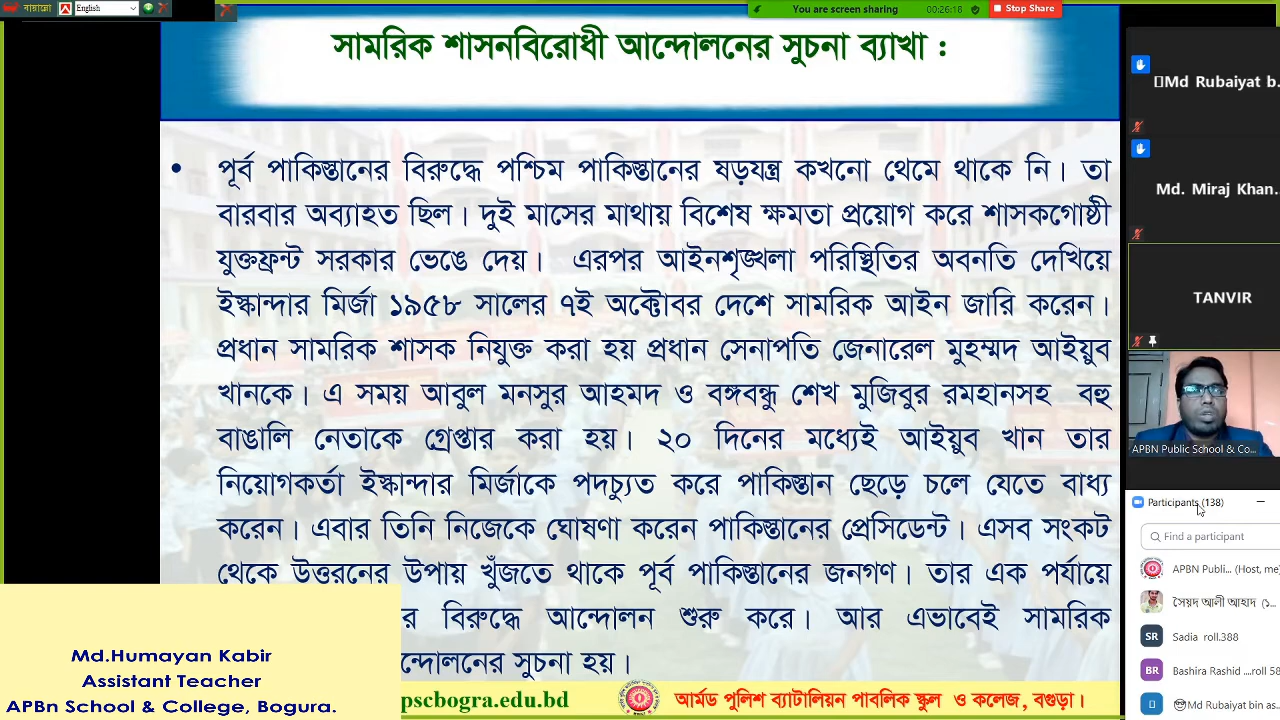 বাঙ্গালো
English
You are screen sharing
00:26:18
Stop Share
সামরিক শাসনবিরোধী আন্দোলনের সুচনা ব্যাখা :
• পূর্ব পাকিস্তানের বিরুদ্ধে পশ্চিম পাকিস্তানের ষড়যন্ত্র কখনো থেমে থাকে নি। তা
বারবার অব্যাহত ছিল। দুই মাসের মাথায় বিশেষ ক্ষমতা প্রয়োগ করে শাসকগোষ্ঠী
যুক্তফ্রন্ট সরকার ভেঙে দেয়। এরপর আইনশৃঙ্খলা পরিস্থিতির অবনতি দেখিয়ে
ইস্কান্দার মির্জা ১৯৫৮ সালের ৭ই অক্টোবর দেশে সামরিক আইন জারি করেন।
প্রধান সামরিক শাসক নিযুক্ত করা হয় প্রধান সেনাপতি জেনারেল মুহম্মদ আইয়ুব
খানকে। এ সময় আবুল মনসুর আহমদ ও বঙ্গবন্ধু শেখ মুজিবুর রমহানসহ বহু
বাঙালি নেতাকে গ্রেপ্তার করা হয়। ২০ দিনের মধ্যেই আইয়ুব খান তার
নিয়োগকর্তা ইস্কান্দার মির্জাকে পদচ্যুত করে পাকিস্তান ছেড়ে চলে যেতে বাধ্য
করেন। এবার তিনি নিজেকে ঘোষণা করেন পাকিস্তানের প্রেসিডেন্ট। এসব সংকট
থেকে উত্তরনের উপায় খুঁজতে থাকে পূর্ব পাকিস্তানের জনগণ। তার এক পর্যায়ে
র বিরুদ্ধে আন্দোলন শুরু করে। আর এভাবেই সামরিক
ন্দোলনের সুচনা হয়।
Md.Humayan Kabir
Assistant Teacher
APBn School & College, Bogura.
pscbogra.edu.bd
আর্মড পুলিশ ব্যাটালিয়ন পাবলিক স্কুল ও কলেজ, বগুড়া।
Md Rubaiyat b...
Md. Miraj Khan...
TANVIR
APBN Public School & Co...
Participants (138)
Find a participant
APBN Publi... (Host, me)
সৈয়দ আলী আহাদ (১...
SR Sadia roll.388
BR Bashira Rashid ....roll 58
Md Rubaiyat bin as...